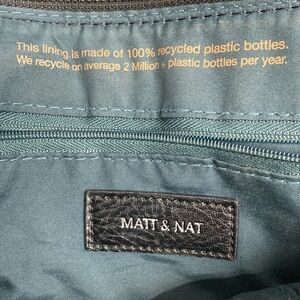 This lining is made of 100% recycled plastic bottles.
We recycle on average 2 Million + plastic bottles per year.
MATT & NAT